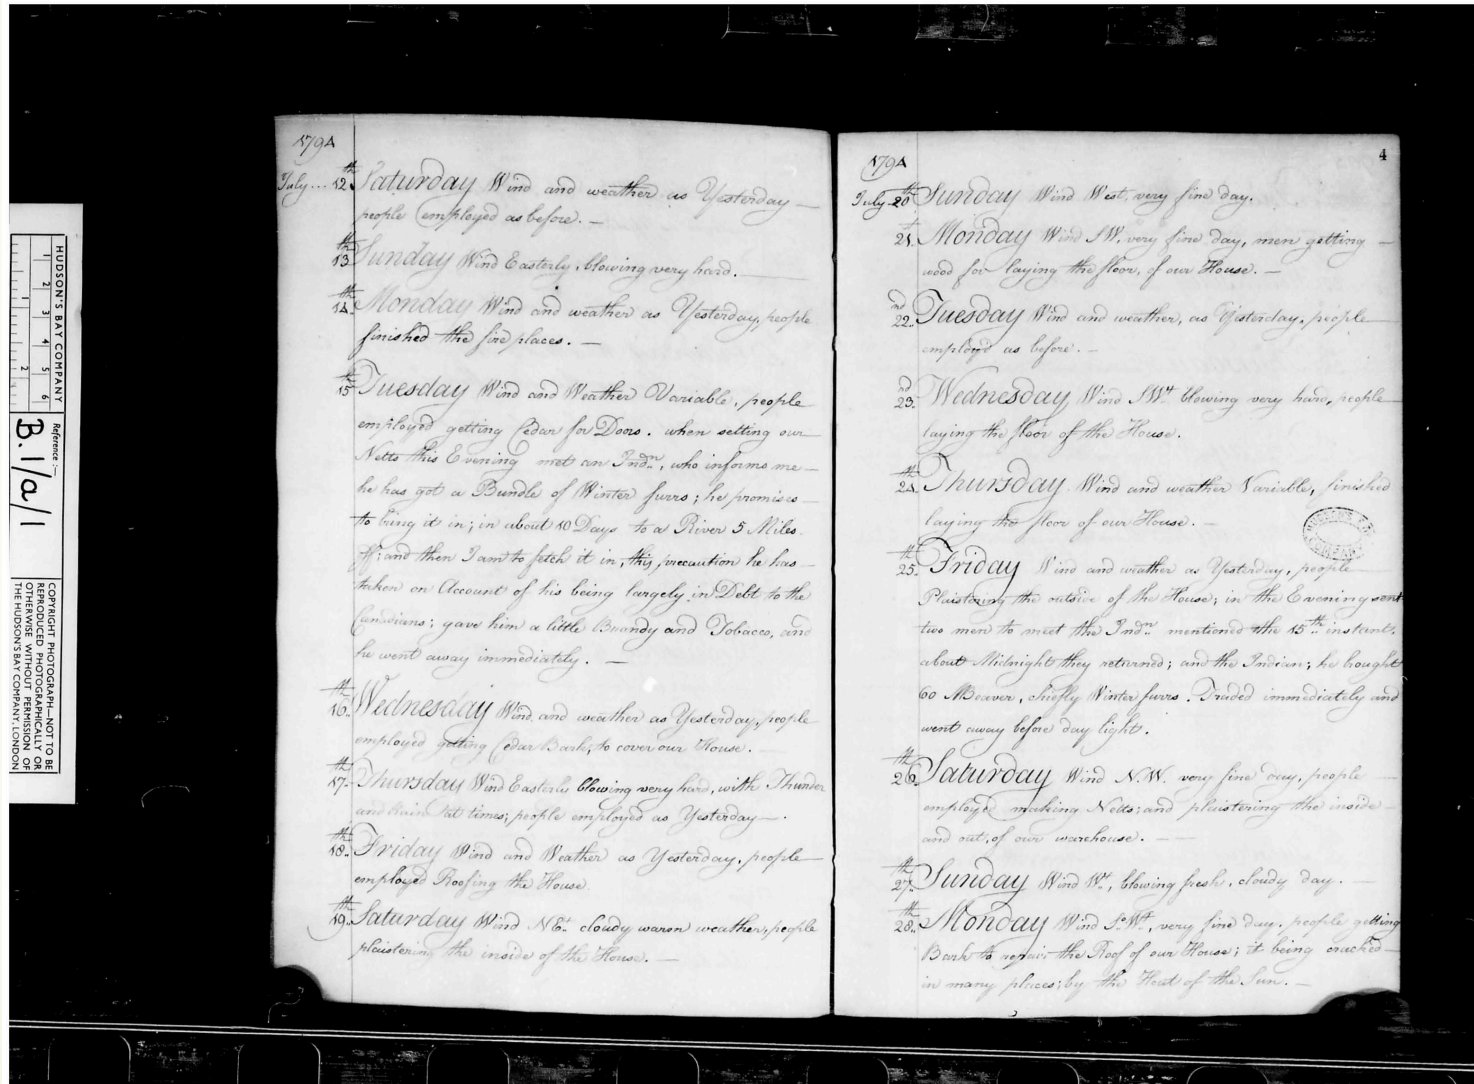 HUDSON'S BAY COMPANY
1 2 3 4 5 6
1 2
Reference :-
B.1/a/1
COPYRIGHT PHOTOGRAPH—NOT TO BE
REPRODUCED PHOTOGRAPHICALLY OR
OTHERWISE WITHOUT PERMISSION OF
THE HUDSON'S BAY COMPANY, LONDON
1794
July... 12th Saturday Wind and weather as Yesterday —
people employed as before. —
13th Sunday Wind Easterly, blowing very hard. —
14th Monday Wind and weather as Yesterday, people
finished the fire places. —
15th Tuesday Wind and Weather Variable, people
employed getting Cedar for Doors. when setting our
Netts this Evening met an Indn, who informs me —
he has got a Bundle of Winter furrs; he promises
to bring it in; in about 10 Days to a River 5 Miles
off; and then I am to fetch it in, this precaution he has
taken on Account of his being largely in Debt to the
Canadians; gave him a little Brandy and Tobacco, and
he went away immediately. —
16th Wednesday Wind and weather as Yesterday, people
employed getting Cedar Bark, to cover our House. —
17th Thursday Wind Easterly blowing very hard, with Thunder
and Rain at times; people employed as Yesterday —.
18th Friday Wind and Weather as Yesterday, people
employed Roofing the House.
19th Saturday Wind NEt. cloudy warm weather, people
plaistering the inside of the House. —
4
1794
July 20th Sunday Wind West, very fine day.
21st Monday Wind SW. very fine day, men getting —
wood for laying the floor, of our House. —
22nd Tuesday Wind and weather, as Yesterday, people
employd as before. —
23rd Wednesday Wind SWt. blowing very hard, people
laying the floor of the House.
24th Thursday Wind and weather Variable, finished
laying the floor of our House. —
HUDSON'S BAY COMPANY
25th Friday Wind and weather as Yesterday, people
Plaistering the outside of the House; in the Evening sent
two men to meet the Indn mentioned the 15th instant.
about Midnight they returned; and the Indian; he bought
60 MBeaver, chiefly Winter furrs. Traded immediately and
went away before day light.
26th Saturday Wind N.W. very fine day, people
employed making Netts; and plaistering the inside
and out, of our warehouse. —
27th Sunday Wind Wt, blowing fresh, cloudy day. —
28th Monday Wind So.Wt., very fine day. people getting
Bark to repair the Roof of our House; it being cracked
in many places; by the Heat of the Sun. —